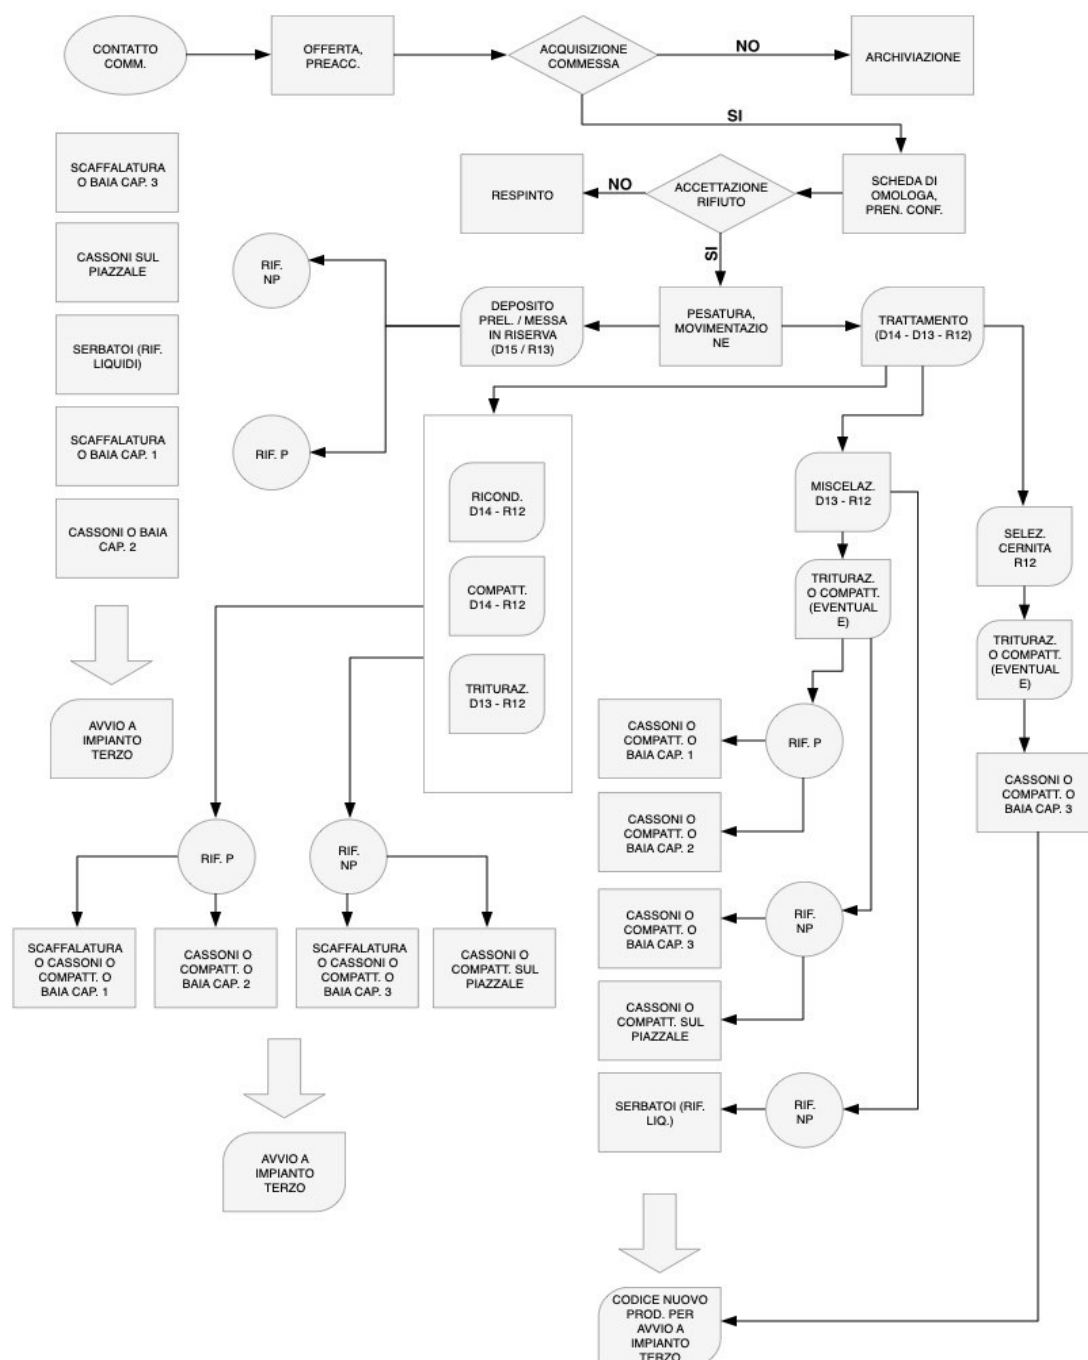 CONTATTO
COMM.
OFFERTA,
PREACC.
ACQUISIZIONE
COMMESSA
NO
ARCHIVIAZIONE
SI
SCAFFALATURA
O BAIA CAP. 3
RESPINTO
NO
ACCETTAZIONE
RIFIUTO
SCHEDA DI
OMOLOGA,
PREN. CONF.
SI
CASSONI SUL
PIAZZALE
RIF.
NP
DEPOSITO
PREL. / MESSA
IN RISERVA
(D15 / R13)
PESATURA,
MOVIMENTAZIO
NE
TRATTAMENTO
(D14 - D13 - R12)
SERBATOI (RIF.
LIQUIDI)
SCAFFALATURA
O BAIA CAP. 1
RIF. P
CASSONI O BAIA
CAP. 2
RICOND.
D14 - R12
MISCELAZ.
D13 - R12
SELEZ.
CERNITA
R12
COMPATT.
D14 - R12
TRITURAZ.
O COMPATT.
(EVENTUAL
E)
TRITURAZ.
O COMPATT.
(EVENTUAL
E)
TRITURAZ.
D13 - R12
AVVIO A
IMPIANTO
TERZO
CASSONI O
COMPATT. O
BAIA CAP. 1
RIF. P
CASSONI O
COMPATT. O
BAIA CAP. 3
CASSONI O
COMPATT. O
BAIA CAP. 2
RIF. P
RIF.
NP
CASSONI O
COMPATT. O
BAIA CAP. 3
RIF.
NP
SCAFFALATURA
O CASSONI O
COMPATT. O
BAIA CAP. 1
CASSONI O
COMPATT. O
BAIA CAP. 2
SCAFFALATURA
O CASSONI O
COMPATT. O
BAIA CAP. 3
CASSONI O
COMPATT. SUL
PIAZZALE
CASSONI O
COMPATT. SUL
PIAZZALE
SERBATOI (RIF.
LIQ.)
RIF.
NP
AVVIO A
IMPIANTO
TERZO
CODICE NUOVO
PROD. PER
AVVIO A
IMPIANTO
TERZO